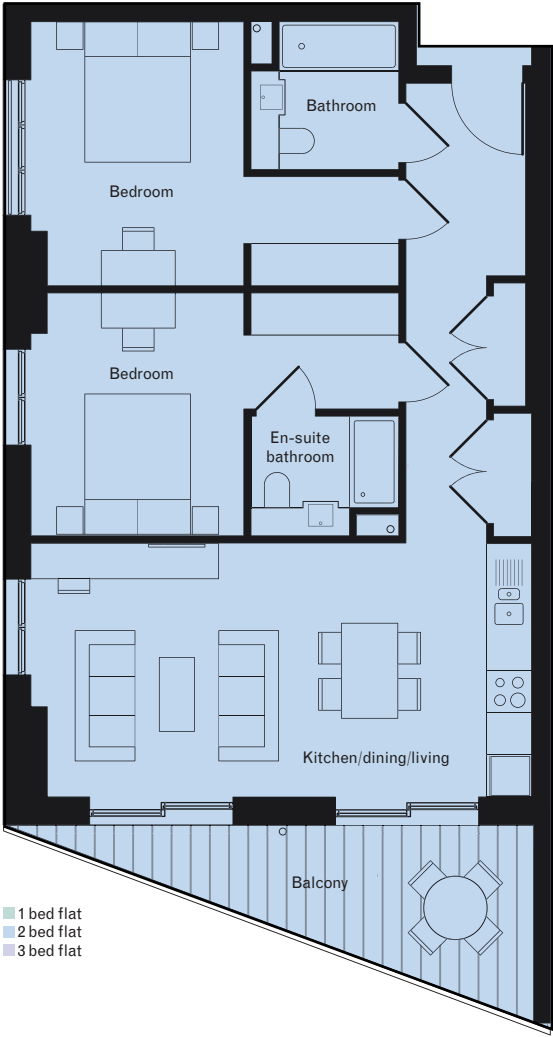 Bathroom
Bedroom
Bedroom
En-suite
bathroom
Kitchen/dining/living
Balcony
1 bed flat
2 bed flat
3 bed flat